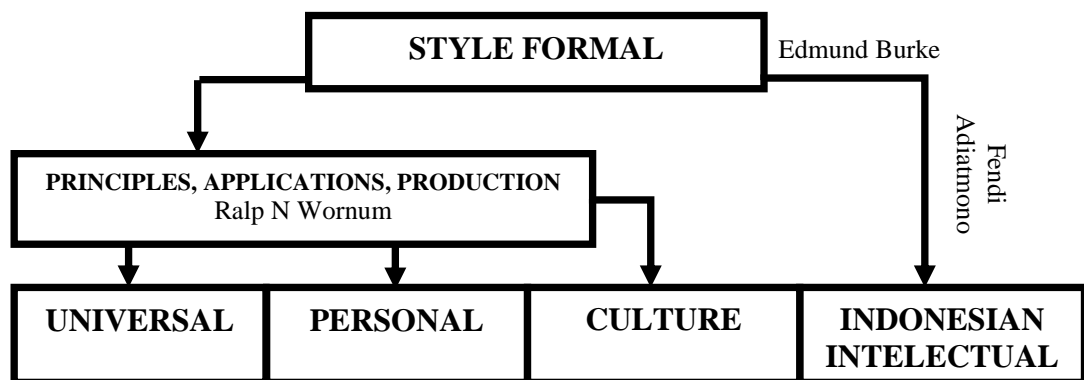 STYLE FORMAL
Edmund Burke
Fendi
Adiatmono
PRINCIPLES, APPLICATIONS, PRODUCTION
Ralp N Wornum
UNIVERSAL
PERSONAL
CULTURE
INDONESIAN
INTELECTUAL